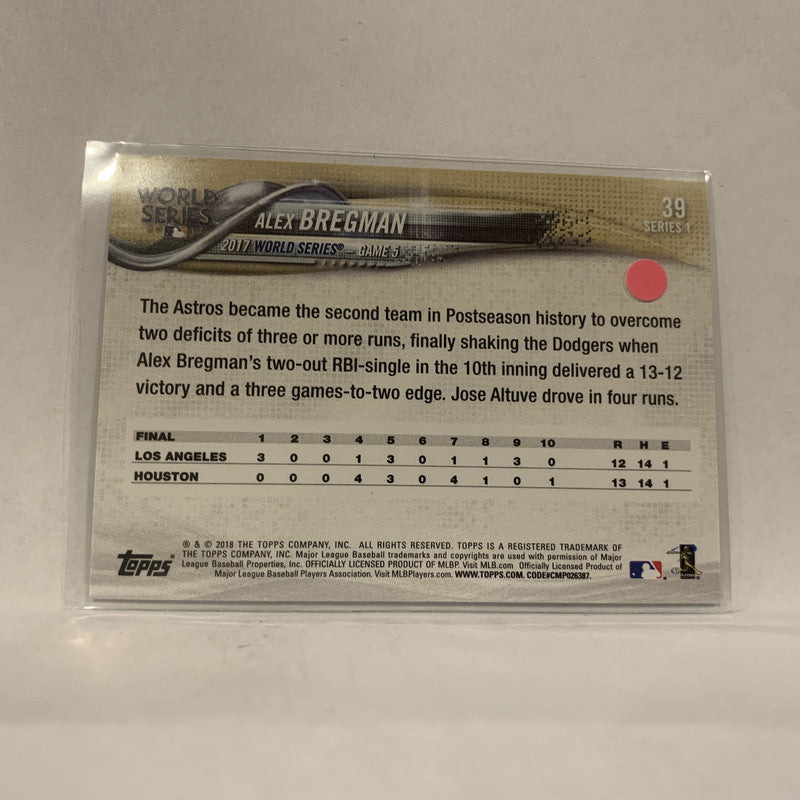 WORLD
SERIES
ALEX BREGMAN
2017 WORLD SERIES® – GAME 5
39
SERIES 1
The Astros became the second team in Postseason history to overcome
two deficits of three or more runs, finally shaking the Dodgers when
Alex Bregman's two-out RBI-single in the 10th inning delivered a 13-12
victory and a three games-to-two edge. Jose Altuve drove in four runs.
FINAL 1 2 3 4 5 6 7 8 9 10 R H E
LOS ANGELES 3 0 0 1 3 0 1 1 3 0 12 14 1
HOUSTON 0 0 0 4 3 0 4 1 0 1 13 14 1
Topps
® & © 2018 THE TOPPS COMPANY, INC. ALL RIGHTS RESERVED. TOPPS IS A REGISTERED TRADEMARK OF
THE TOPPS COMPANY, INC. Major League Baseball trademarks and copyrights are used with permission of Major
League Baseball Properties, Inc. OFFICIALLY LICENSED PRODUCT OF MLBP. Visit MLB.com Officially Licensed Product of
Major League Baseball Players Association. Visit MLBPlayers.com. WWW.TOPPS.COM. CODE#CMP026387.